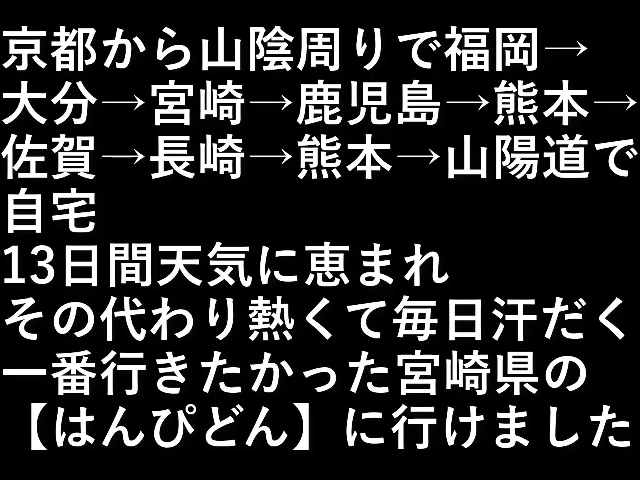 京都から山陰周りで福岡→
大分→宮崎→鹿児島→熊本→
佐賀→長崎→熊本→山陽道で
自宅
13日間天気に恵まれ
その代わり熱くて毎日汗だく
一番行きたかった宮崎県の
【はんぴどん】に行けました